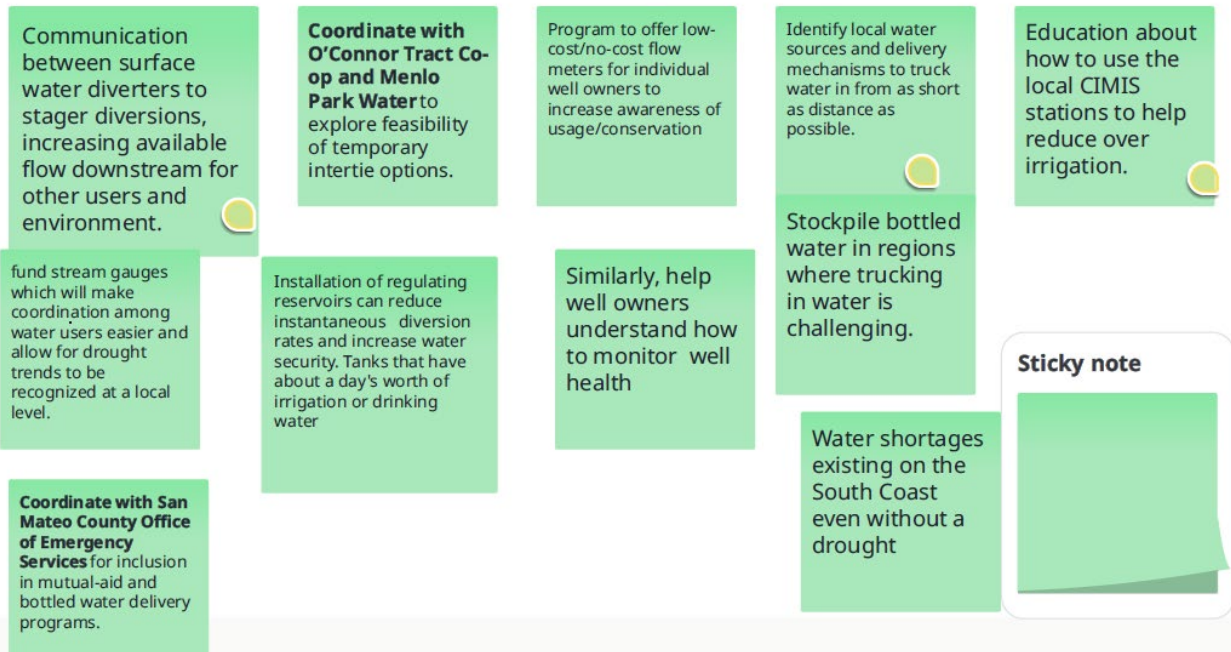 Communication
between surface
water diverters to
stager diversions,
increasing available
flow downstream for
other users and
environment.
Coordinate with
O’Connor Tract Co-
op and Menlo
Park Water to
explore feasibility
of temporary
intertie options.
Program to offer low-
cost/no-cost flow
meters for individual
well owners to
increase awareness of
usage/conservation
Identify local water
sources and delivery
mechanisms to truck
water in from as short
as distance as
possible.
Education about
how to use the
local CIMIS
stations to help
reduce over
irrigation.
fund stream gauges
which will make
coordination among
water users easier and
allow for drought
trends to be
recognized at a local
level.
Installation of regulating
reservoirs can reduce
instantaneous diversion
rates and increase water
security. Tanks that have
about a day's worth of
irrigation or drinking
water
Similarly, help
well owners
understand how
to monitor well
health
Stockpile bottled
water in regions
where trucking
in water is
challenging.
Sticky note
Water shortages
existing on the
South Coast
even without a
drought
Coordinate with San
Mateo County Office
of Emergency
Services for inclusion
in mutual-aid and
bottled water delivery
programs.